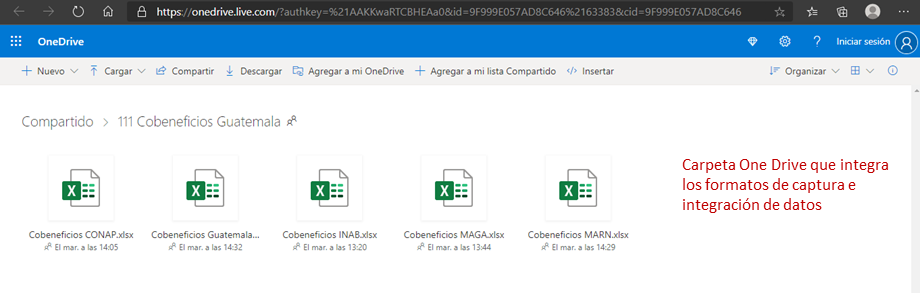 https://onedrive.live.com/?authkey=%21AAKKwaRTCBHEAa0&id=9F999E057AD8C646%2163383&cid=9F999E057AD8C646
OneDrive
Iniciar sesión
Nuevo
Cargar
Compartir
Descargar
Agregar a mi OneDrive
Agregar a mi lista Compartido
Insertar
Organizar
Compartido > 111 Cobeneficios Guatemala
Carpeta One Drive que integra
los formatos de captura e
integración de datos
Cobeneficios CONAP.xlsx
El mar. a las 14:05
Cobeneficios Guatemala...
El mar. a las 14:32
Cobeneficios INAB.xlsx
El mar. a las 13:20
Cobeneficios MAGA.xlsx
El mar. a las 13:44
Cobeneficios MARN.xlsx
El mar. a las 14:29